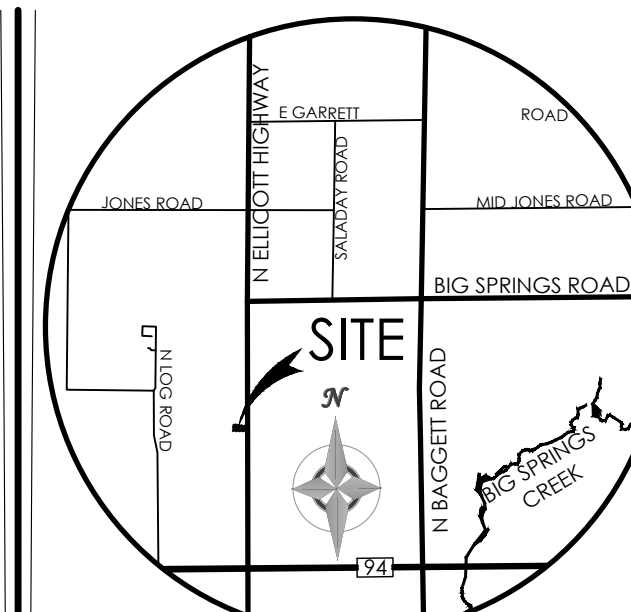 E GARRETT
ROAD
N ELLICOTT HIGHWAY
SALADAY ROAD
JONES ROAD
MID JONES ROAD
BIG SPRINGS ROAD
SITE
N LOG ROAD
N
N BAGGETT ROAD
BIG SPRINGS
CREEK
94